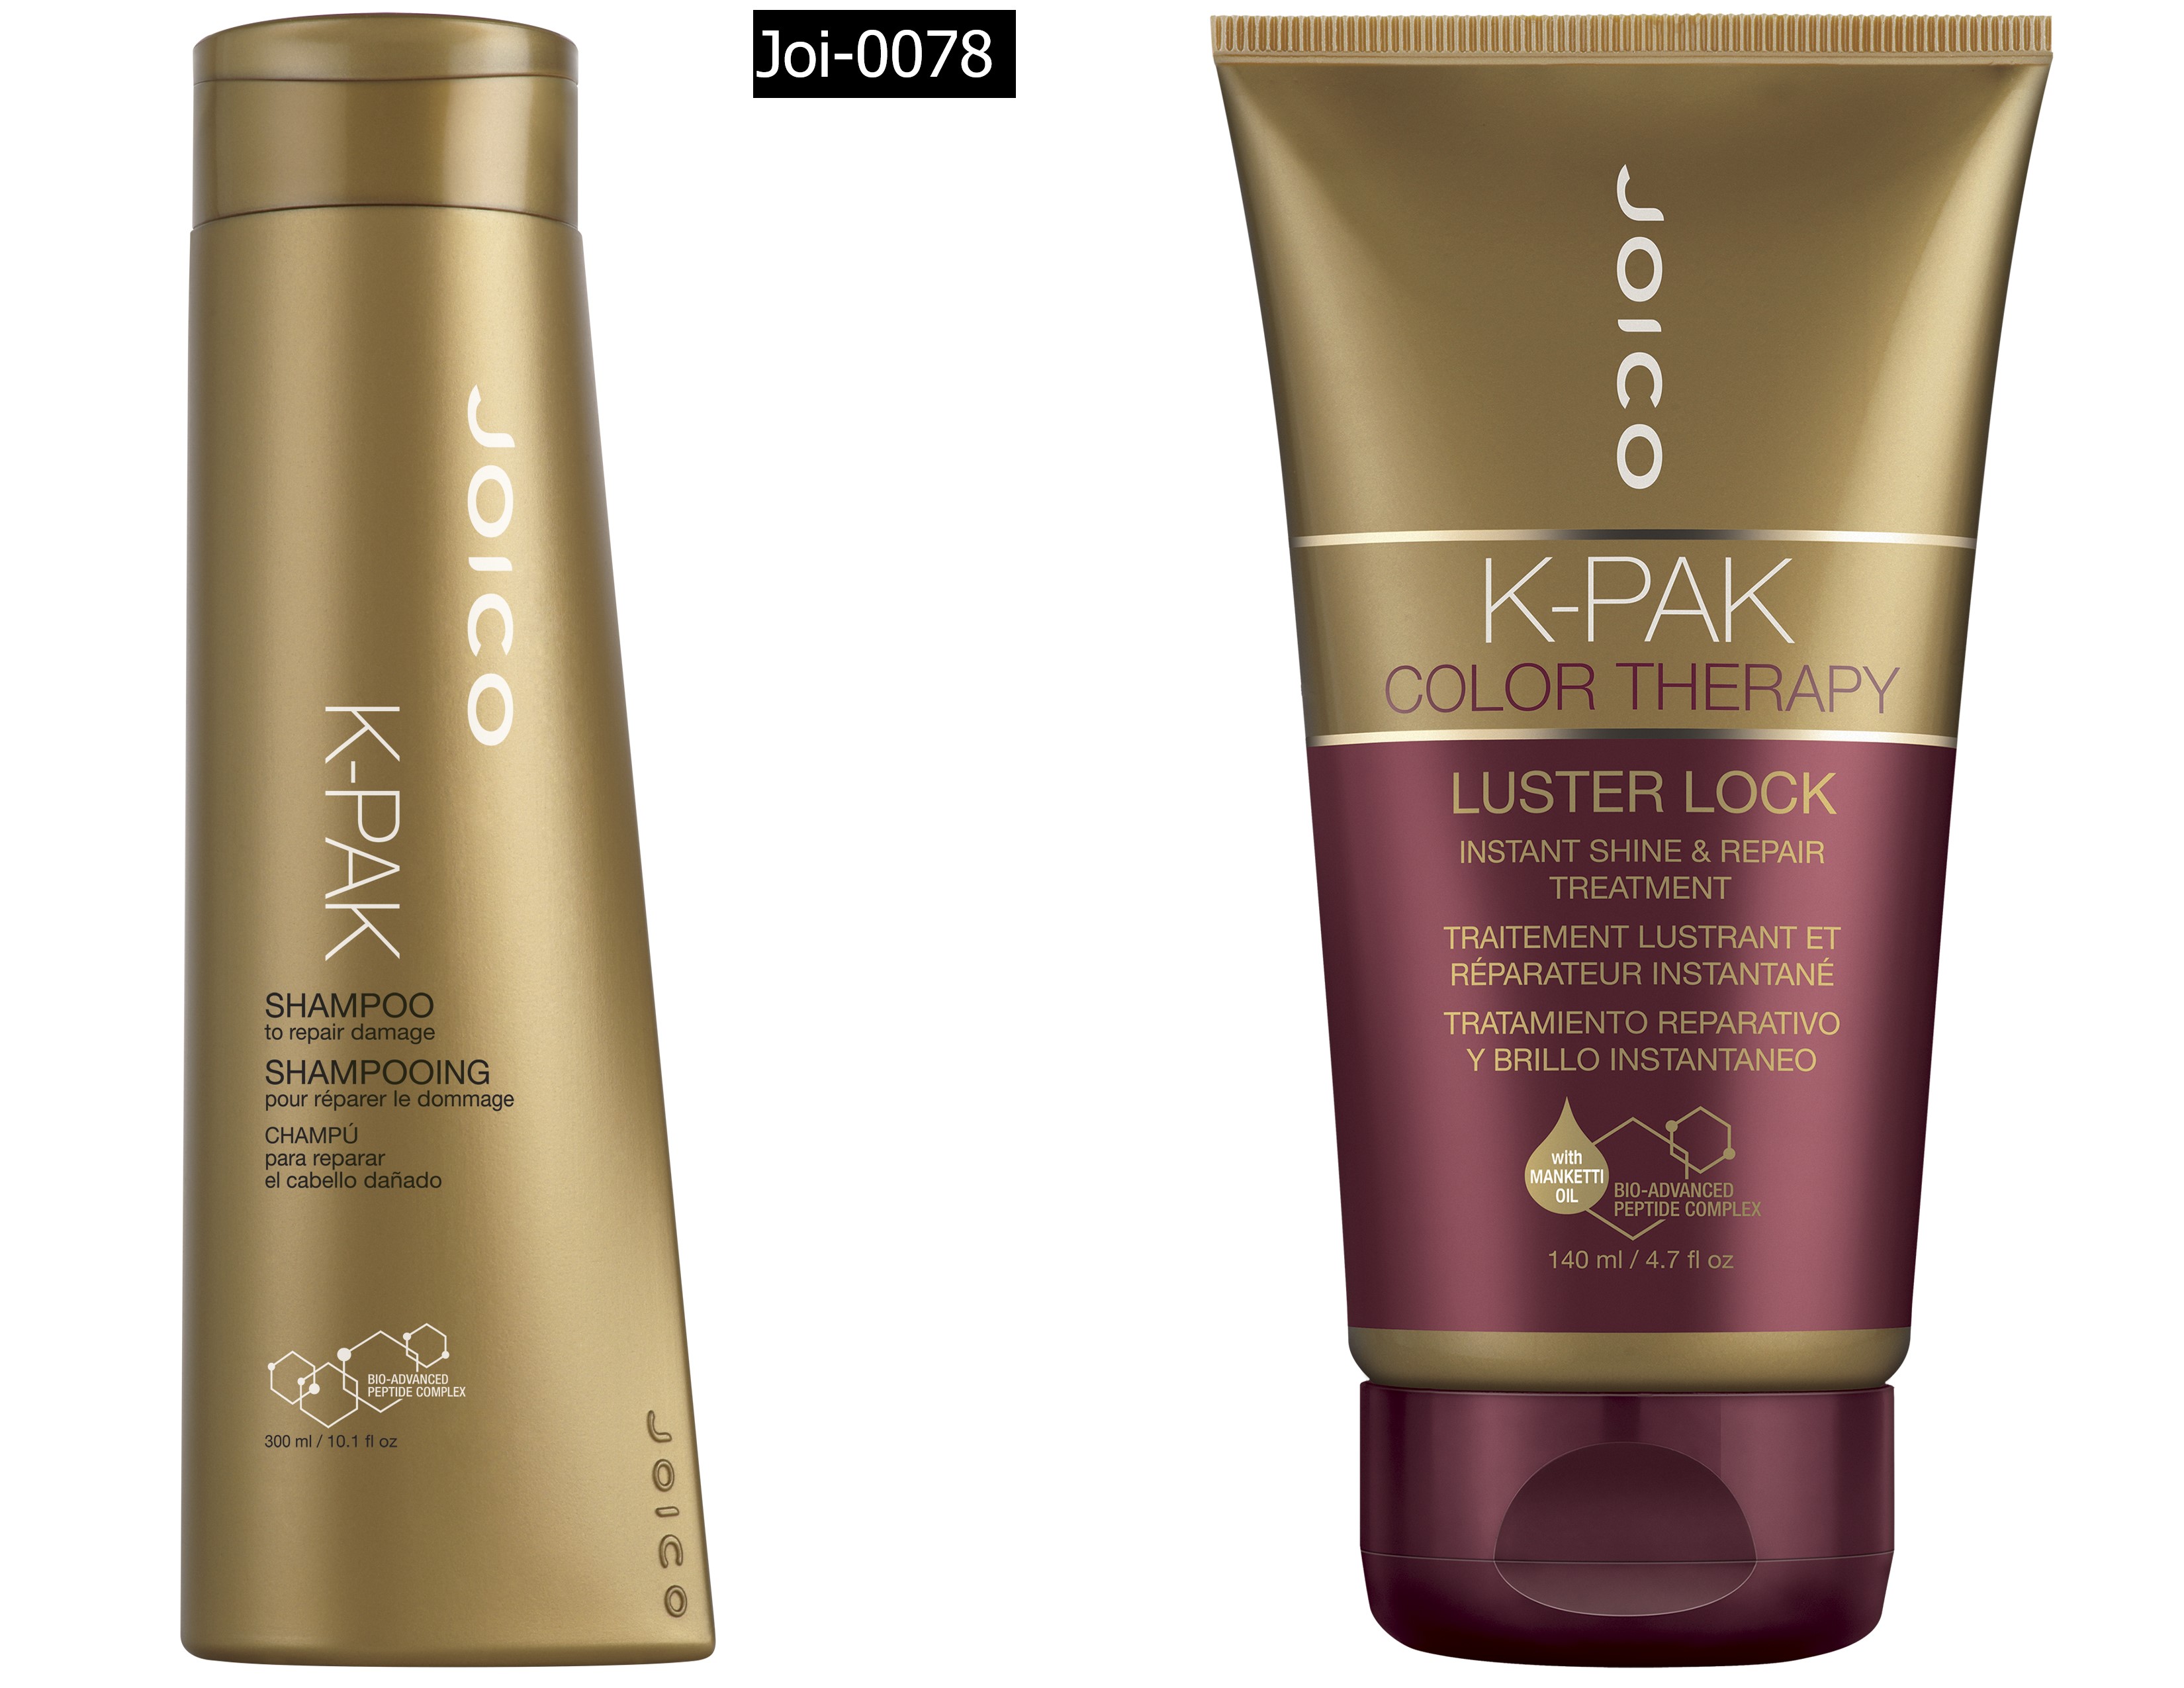 Joi-0078
JOICO
K-PAK
SHAMPOO
to repair damage
SHAMPOOING
pour réparer le dommage
CHAMPÚ
para reparar
el cabello dañado
BIO-ADVANCED
PEPTIDE COMPLEX
300 ml / 10.1 fl oz
JOICO
JOICO
K-PAK
COLOR THERAPY
LUSTER LOCK
INSTANT SHINE & REPAIR
TREATMENT
TRAITEMENT LUSTRANT ET
RÉPARATEUR INSTANTANÉ
TRATAMIENTO REPARATIVO
Y BRILLO INSTANTANEO
with
MANKETTI
OIL
BIO-ADVANCED
PEPTIDE COMPLEX
140 ml / 4.7 fl oz